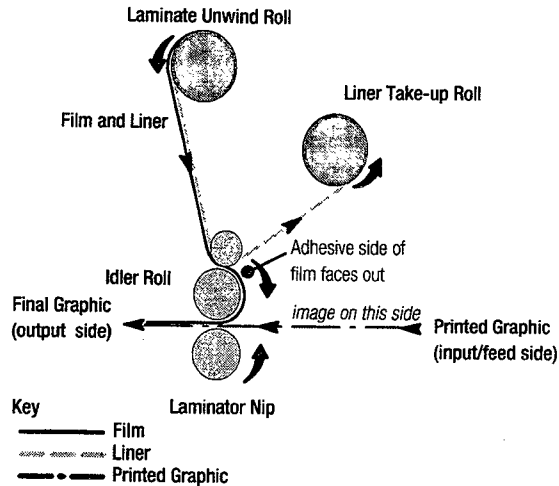 Laminate Unwind Roll
Liner Take-up Roll
Film and Liner
Adhesive side of
film faces out
Idler Roll
Final Graphic
(output side)
image on this side
Printed Graphic
(input/feed side)
Laminator Nip
Key
Film
Liner
Printed Graphic